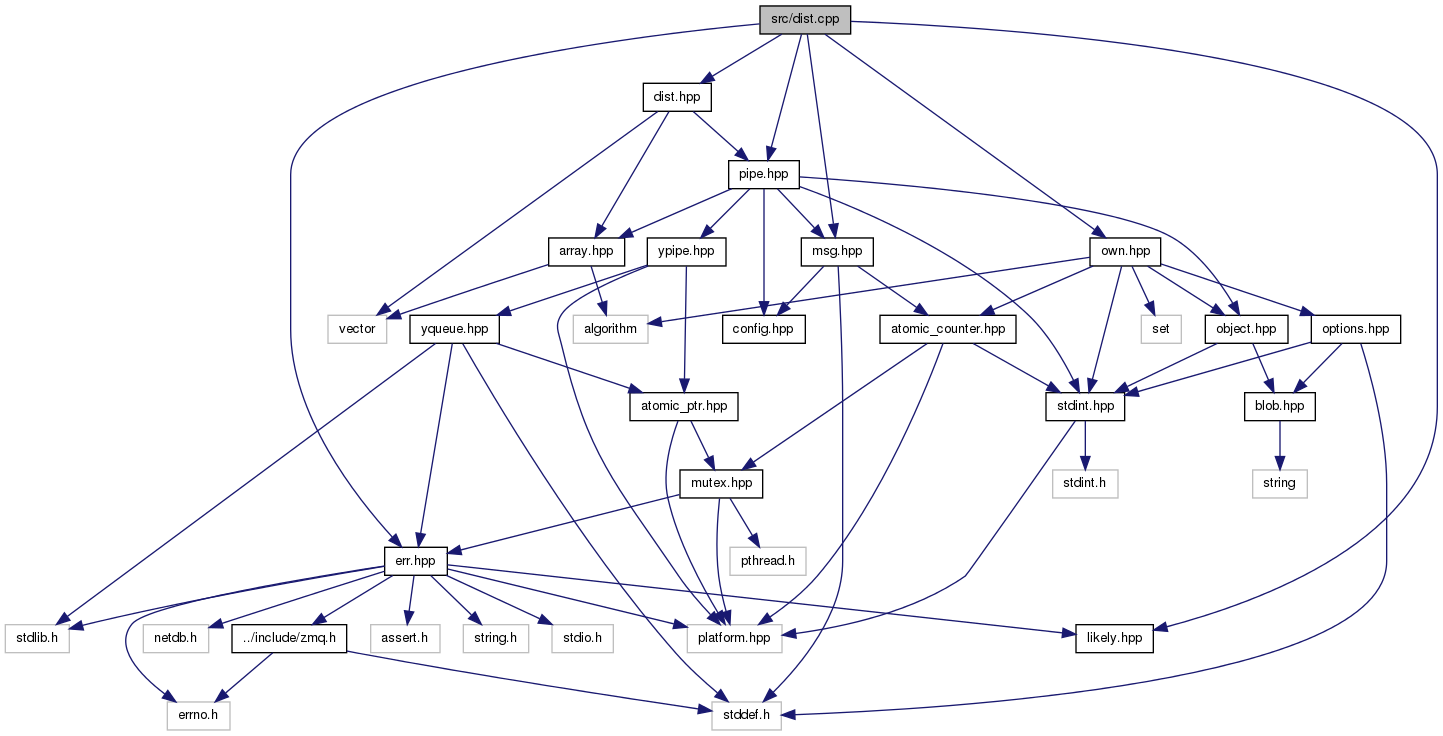 src/dist.cpp
dist.hpp
pipe.hpp
array.hpp
ypipe.hpp
msg.hpp
own.hpp
vector
yqueue.hpp
algorithm
config.hpp
atomic_counter.hpp
set
object.hpp
options.hpp
atomic_ptr.hpp
stdint.hpp
blob.hpp
mutex.hpp
stdint.h
string
err.hpp
pthread.h
stdlib.h
netdb.h
../include/zmq.h
assert.h
string.h
stdio.h
platform.hpp
likely.hpp
errno.h
stddef.h